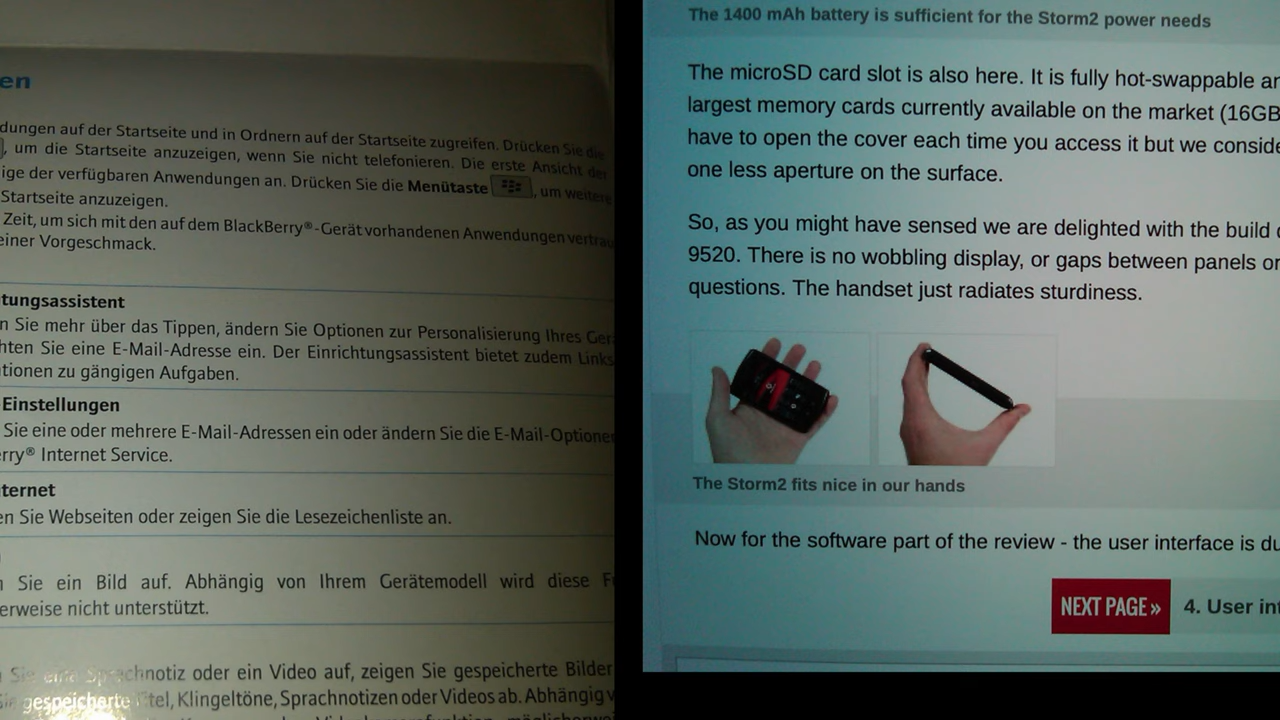 en
dungen auf der Startseite und in Ordnern auf der Startseite zugreifen. Drücken Sie die
, um die Startseite anzuzeigen, wenn Sie nicht telefonieren. Die erste Ansicht der
ige der verfügbaren Anwendungen an. Drücken Sie die Menütaste , um weitere
Startseite anzuzeigen.
Zeit, um sich mit den auf dem BlackBerry®-Gerät vorhandenen Anwendungen vertrau
einer Vorgeschmack.
tungsassistent
n Sie mehr über das Tippen, ändern Sie Optionen zur Personalisierung Ihres Ger
hten Sie eine E-Mail-Adresse ein. Der Einrichtungsassistent bietet zudem Links
tionen zu gängigen Aufgaben.
Einstellungen
Sie eine oder mehrere E-Mail-Adressen ein oder ändern Sie die E-Mail-Optionen
erry® Internet Service.
ternet
en Sie Webseiten oder zeigen Sie die Lesezeichenliste an.
n Sie ein Bild auf. Abhängig von Ihrem Gerätemodell wird diese F
erweise nicht unterstützt.
Sie eine Sprachnotiz oder ein Video auf, zeigen Sie gespeicherte Bilder
gespeicherte Titel, Klingeltöne, Sprachnotizen oder Videos ab. Abhängig v
The 1400 mAh battery is sufficient for the Storm2 power needs
The microSD card slot is also here. It is fully hot-swappable an
largest memory cards currently available on the market (16GB
have to open the cover each time you access it but we conside
one less aperture on the surface.
So, as you might have sensed we are delighted with the build
9520. There is no wobbling display, or gaps between panels or
questions. The handset just radiates sturdiness.
The Storm2 fits nice in our hands
Now for the software part of the review - the user interface is du
NEXT PAGE »
4. User int